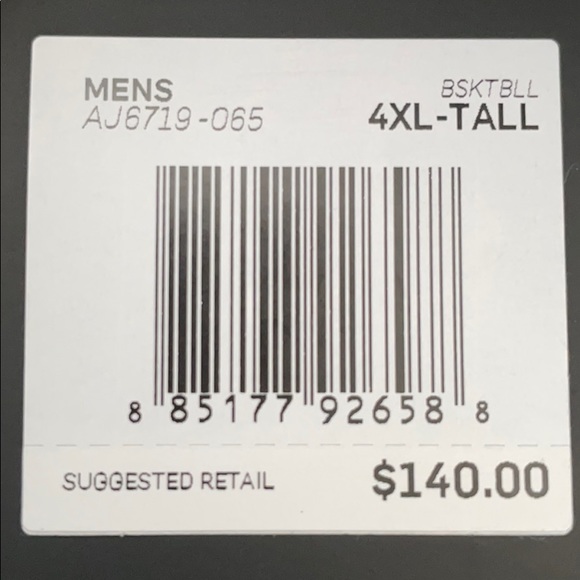 MENS
BSKTBLL
AJ6719-065
4XL-TALL
8 85177 92658 8
SUGGESTED RETAIL
$140.00